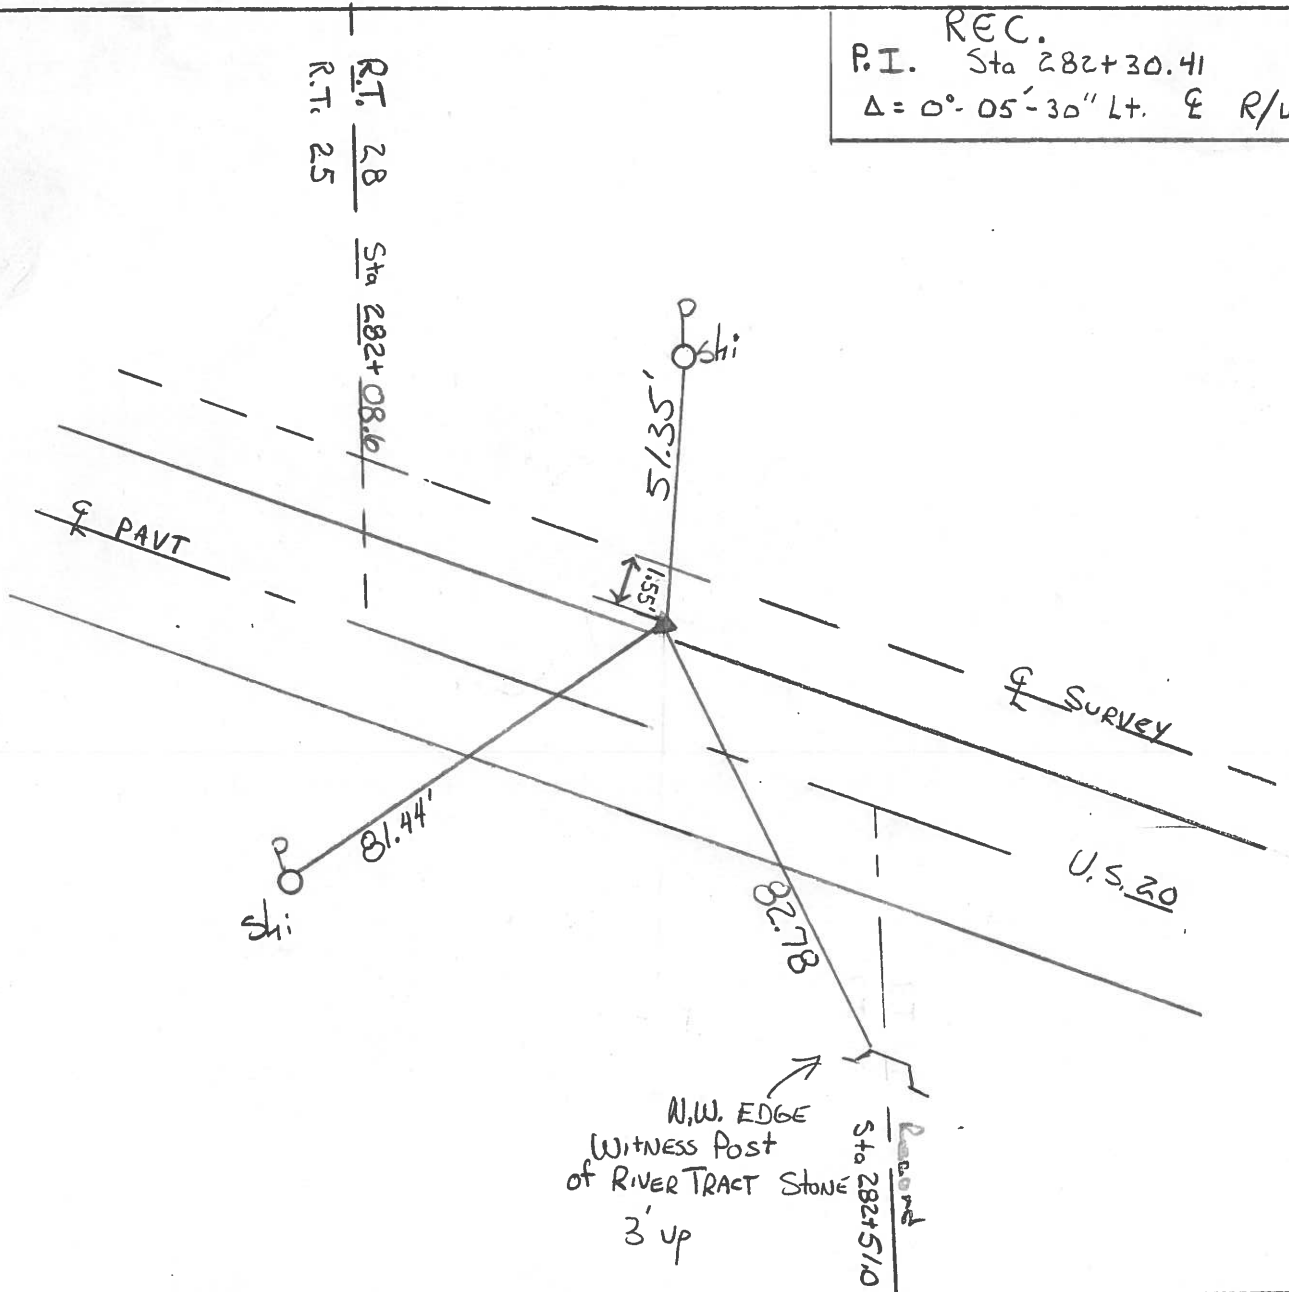 REC.
P.I. Sta 282+30.41
Δ = 0°-05'-30" Lt. ℄ R/
R.T. 28 Sta 282+08.6
R.T. 25
P
Shi
51.35'
℄ PAVT
1.55'
℄ SURVEY
81.44'
P
Shi
82.78
U.S. 20
N.W. EDGE
WITNESS Post
of RIVER TRACT STONE
3' up
Record
Sta 282+51.0